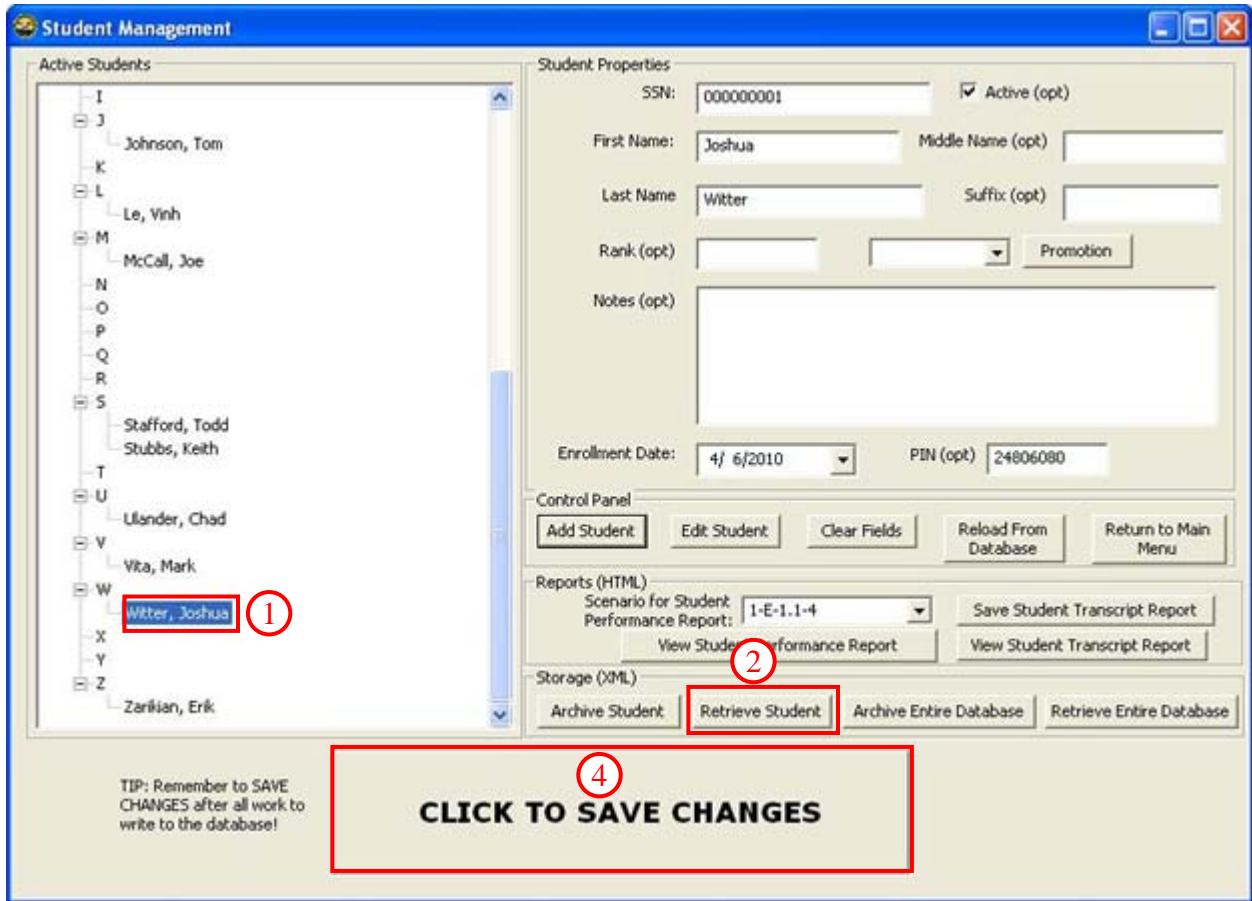 Student Management
Active Students
I
J
Johnson, Tom
K
L
Le, Vinh
M
McCall, Joe
N
O
P
Q
R
S
Stafford, Todd
Stubbs, Keith
T
U
Ulander, Chad
V
Vita, Mark
W
Witter, Joshua
1
X
Y
Z
Zarikian, Erik
Student Properties
SSN: 000000001 Active (opt)
First Name: Joshua Middle Name (opt)
Last Name Witter Suffix (opt)
Rank (opt) Promotion
Notes (opt)
Enrollment Date: 4/ 6/2010 PIN (opt) 24806080
Control Panel
Add Student Edit Student Clear Fields Reload From Database Return to Main Menu
Reports (HTML)
Scenario for Student
Performance Report: 1-E-1.1-4 Save Student Transcript Report
View Student Performance Report View Student Transcript Report
2
Storage (XML)
Archive Student Retrieve Student Archive Entire Database Retrieve Entire Database
TIP: Remember to SAVE
CHANGES after all work to
write to the database!
4
CLICK TO SAVE CHANGES